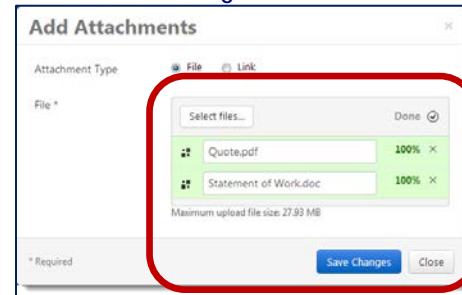 Add Attachments ×
Attachment Type File Link
File *
Select files... Done
Quote.pdf 100% ×
Statement of Work.doc 100% ×
Maximum upload file size: 27.93 MB
* Required Save Changes Close